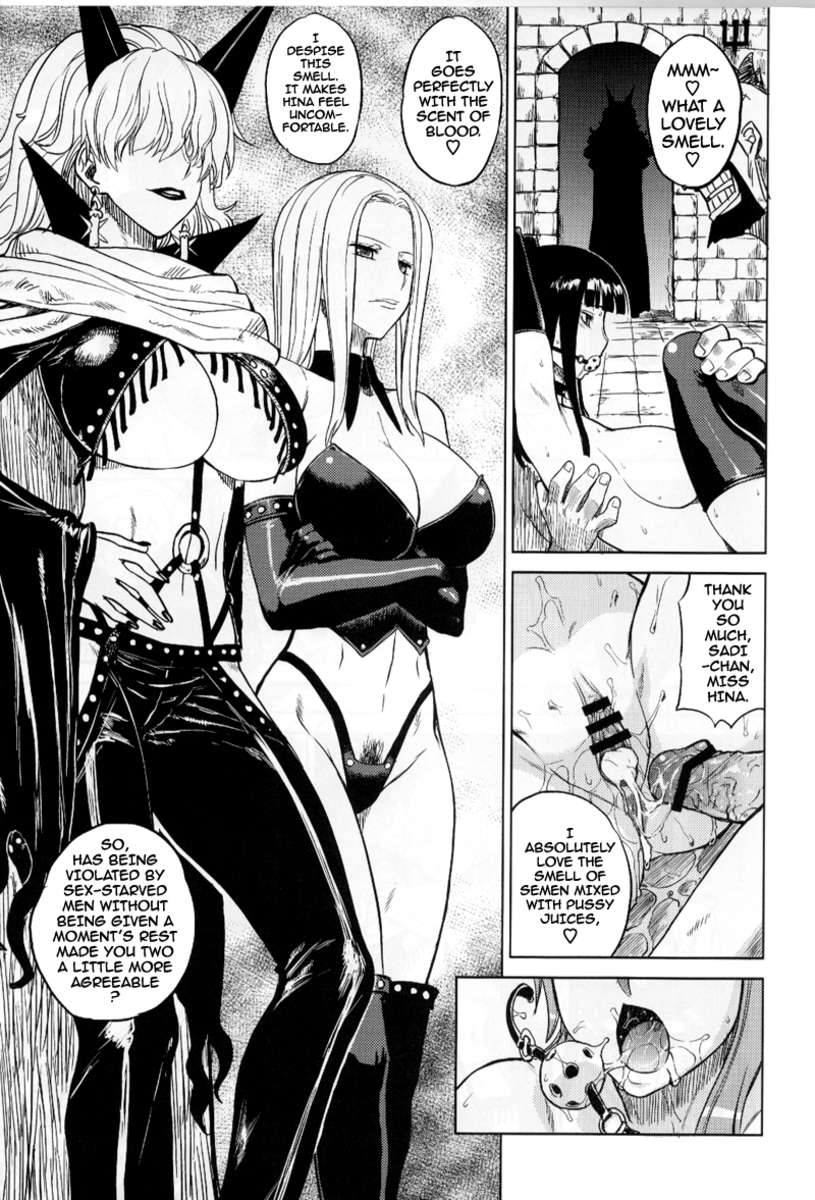 MMM~
♡
WHAT A
LOVELY
SMELL.
♡
THANK
YOU
SO
MUCH,
SADI
-CHAN,
MISS
HINA.
I
ABSOLUTELY
LOVE THE
SMELL OF
SEMEN MIXED
WITH PUSSY
JUICES,
♡
IT
GOES
PERFECTLY
WITH THE
SCENT OF
BLOOD.
♡
I
DESPISE
THIS
SMELL.
IT MAKES
HINA FEEL
UNCOM-
FORTABLE.
SO,
HAS BEING
VIOLATED BY
SEX-STARVED
MEN WITHOUT
BEING GIVEN A
MOMENT'S REST
MADE YOU TWO
A LITTLE MORE
AGREEABLE
?